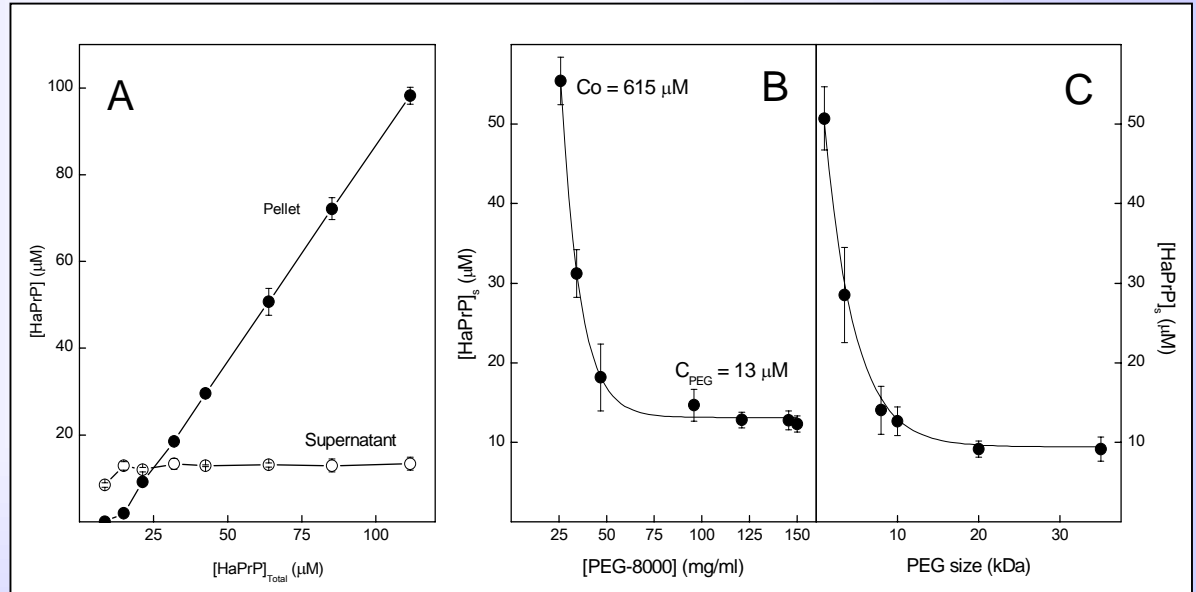 A
[HaPrP] (μM)
100
80
60
40
20
Pellet
Supernatant
25
50
75
100
[HaPrP]Total (μM)
B
[HaPrP]s (μM)
50
40
30
20
10
Co = 615 μM
CPEG = 13 μM
25
50
75
100
125
150
[PEG-8000] (mg/ml)
C
50
40
30
20
10
[HaPrP]s (μM)
10
20
30
PEG size (kDa)